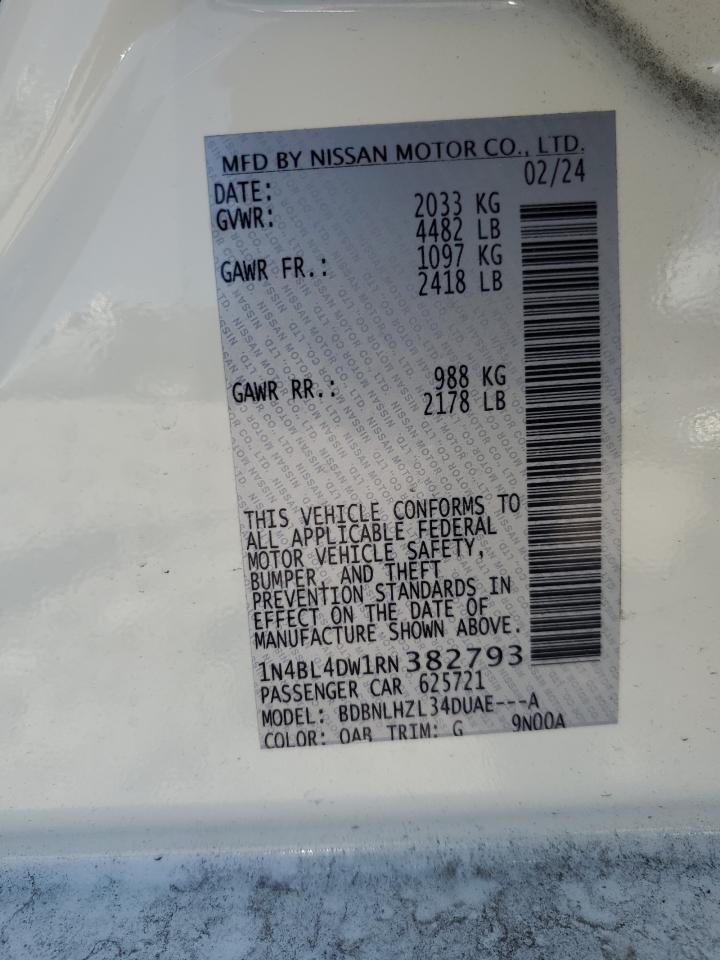 MFD BY NISSAN MOTOR CO., LTD.
DATE: 02/24
GVWR: 2033 KG
4482 LB
GAWR FR.: 1097 KG
2418 LB
GAWR RR.: 988 KG
2178 LB
THIS VEHICLE CONFORMS TO
ALL APPLICABLE FEDERAL
MOTOR VEHICLE SAFETY,
BUMPER, AND THEFT
PREVENTION STANDARDS IN
EFFECT ON THE DATE OF
MANUFACTURE SHOWN ABOVE.
1N4BL4DW1RN382793
PASSENGER CAR 625721
MODEL: BDBNLHZL34DUAE---A
COLOR: QAB TRIM: G 9N00A